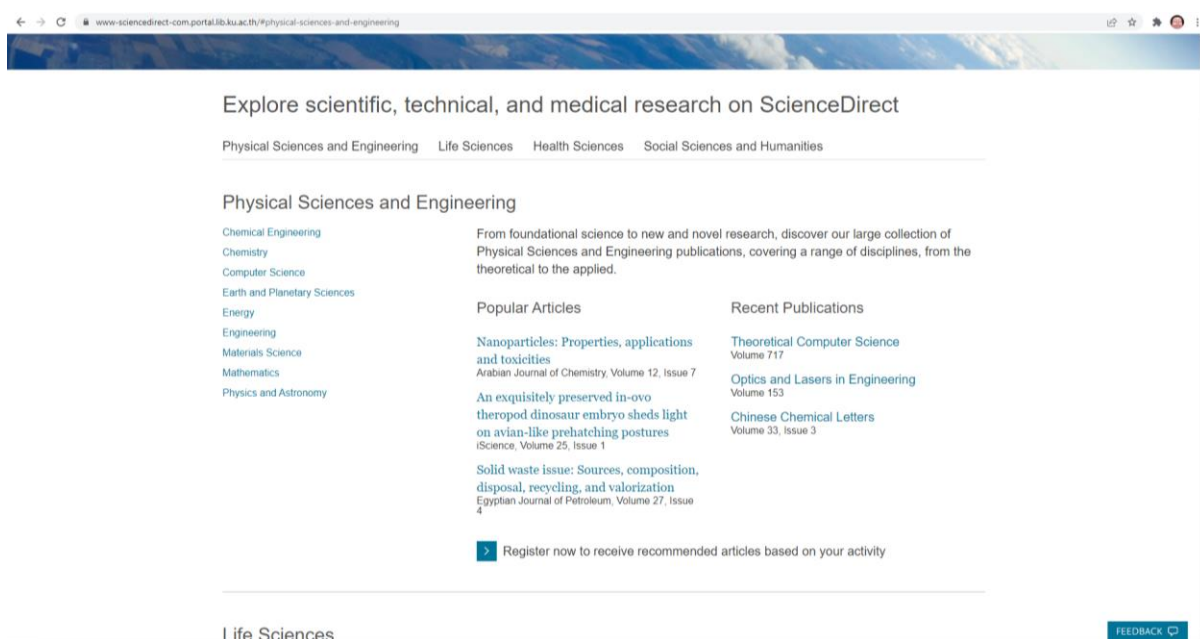 www-sciencedirect-com.portal.lib.ku.ac.th/#physical-sciences-and-engineering
Explore scientific, technical, and medical research on ScienceDirect
Physical Sciences and Engineering Life Sciences Health Sciences Social Sciences and Humanities
Physical Sciences and Engineering
Chemical Engineering
Chemistry
Computer Science
Earth and Planetary Sciences
Energy
Engineering
Materials Science
Mathematics
Physics and Astronomy
From foundational science to new and novel research, discover our large collection of
Physical Sciences and Engineering publications, covering a range of disciplines, from the
theoretical to the applied.
Popular Articles
Nanoparticles: Properties, applications
and toxicities
Arabian Journal of Chemistry, Volume 12, Issue 7
An exquisitely preserved in-ovo
theropod dinosaur embryo sheds light
on avian-like prehatching postures
iScience, Volume 25, Issue 1
Solid waste issue: Sources, composition,
disposal, recycling, and valorization
Egyptian Journal of Petroleum, Volume 27, Issue
4
Recent Publications
Theoretical Computer Science
Volume 717
Optics and Lasers in Engineering
Volume 153
Chinese Chemical Letters
Volume 33, Issue 3
Register now to receive recommended articles based on your activity
Life Sciences
FEEDBACK